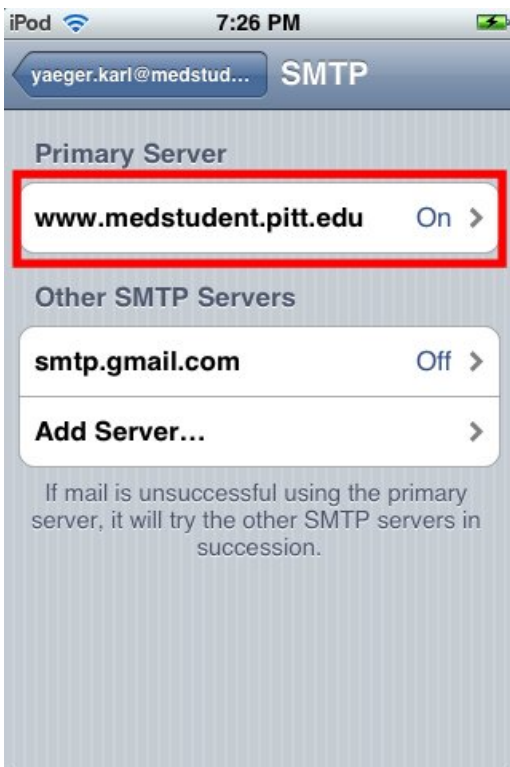 iPod 7:26 PM
yaeger.karl@medstud... SMTP
Primary Server
www.medstudent.pitt.edu On
Other SMTP Servers
smtp.gmail.com Off
Add Server...
If mail is unsuccessful using the primary
server, it will try the other SMTP servers in
succession.